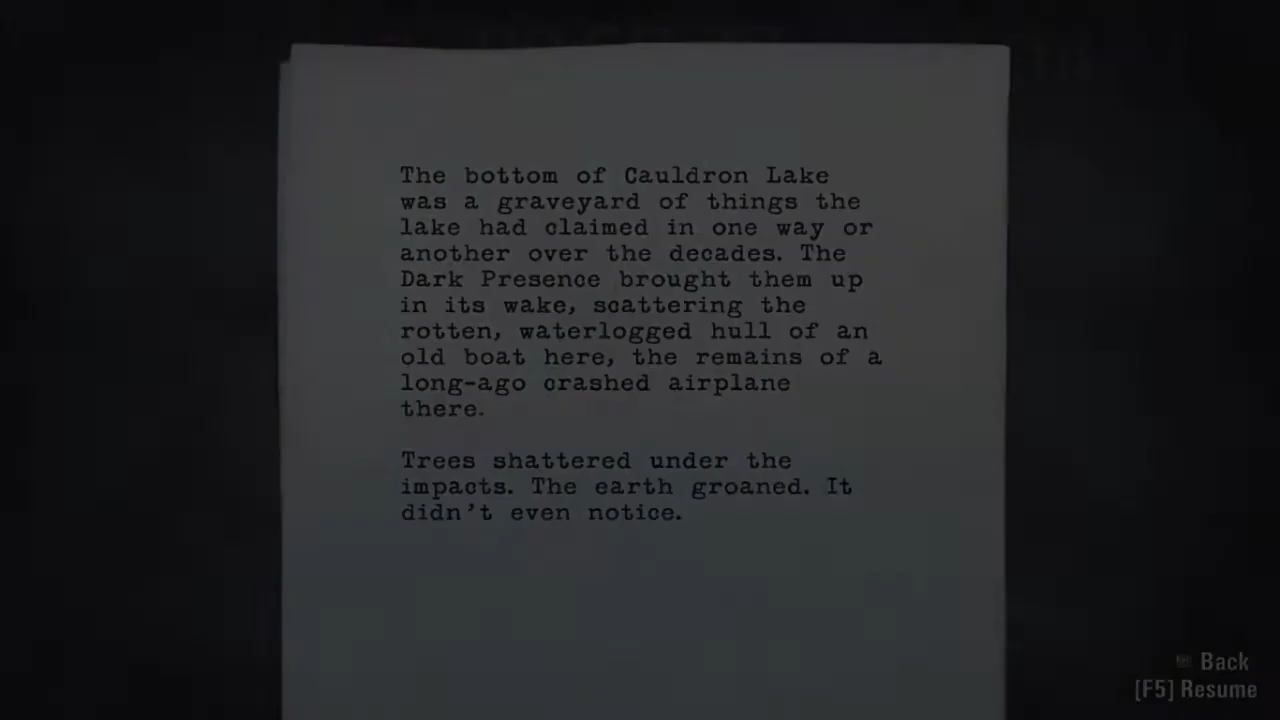 The bottom of Cauldron Lake
was a graveyard of things the
lake had claimed in one way or
another over the decades. The
Dark Presence brought them up
in its wake, scattering the
rotten, waterlogged hull of an
old boat here, the remains of a
long-ago crashed airplane
there.
Trees shattered under the
impacts. The earth groaned. It
didn't even notice.
Back
[F5] Resume